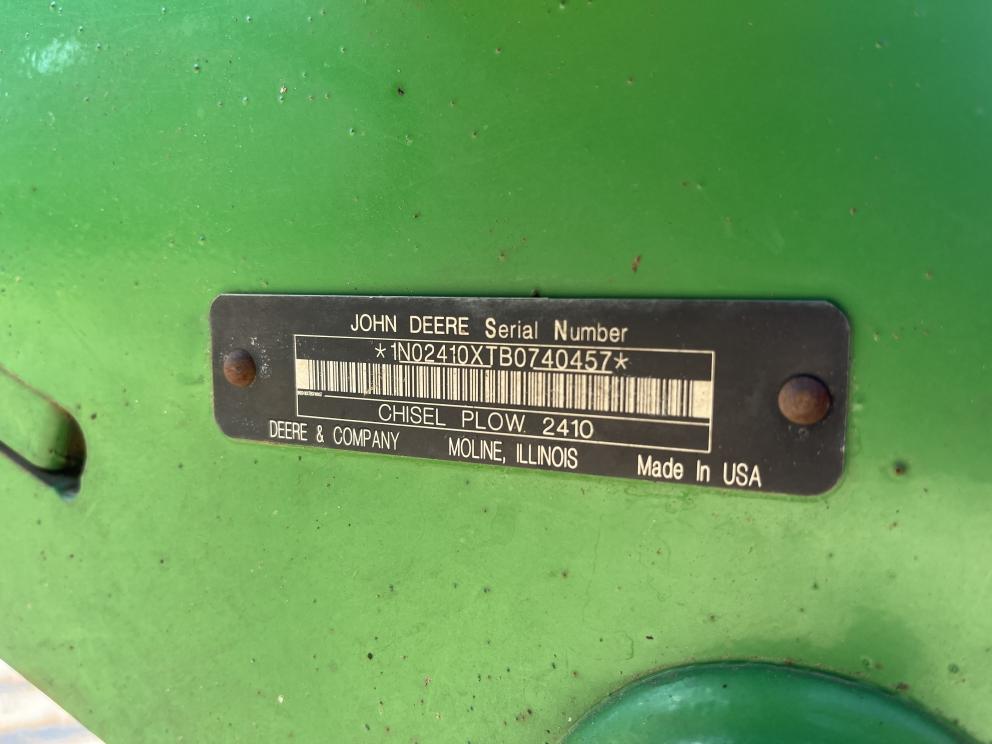 JOHN DEERE Serial Number
*1N02410XTB0740457*
CHISEL PLOW 2410
DEERE & COMPANY MOLINE, ILLINOIS Made In USA